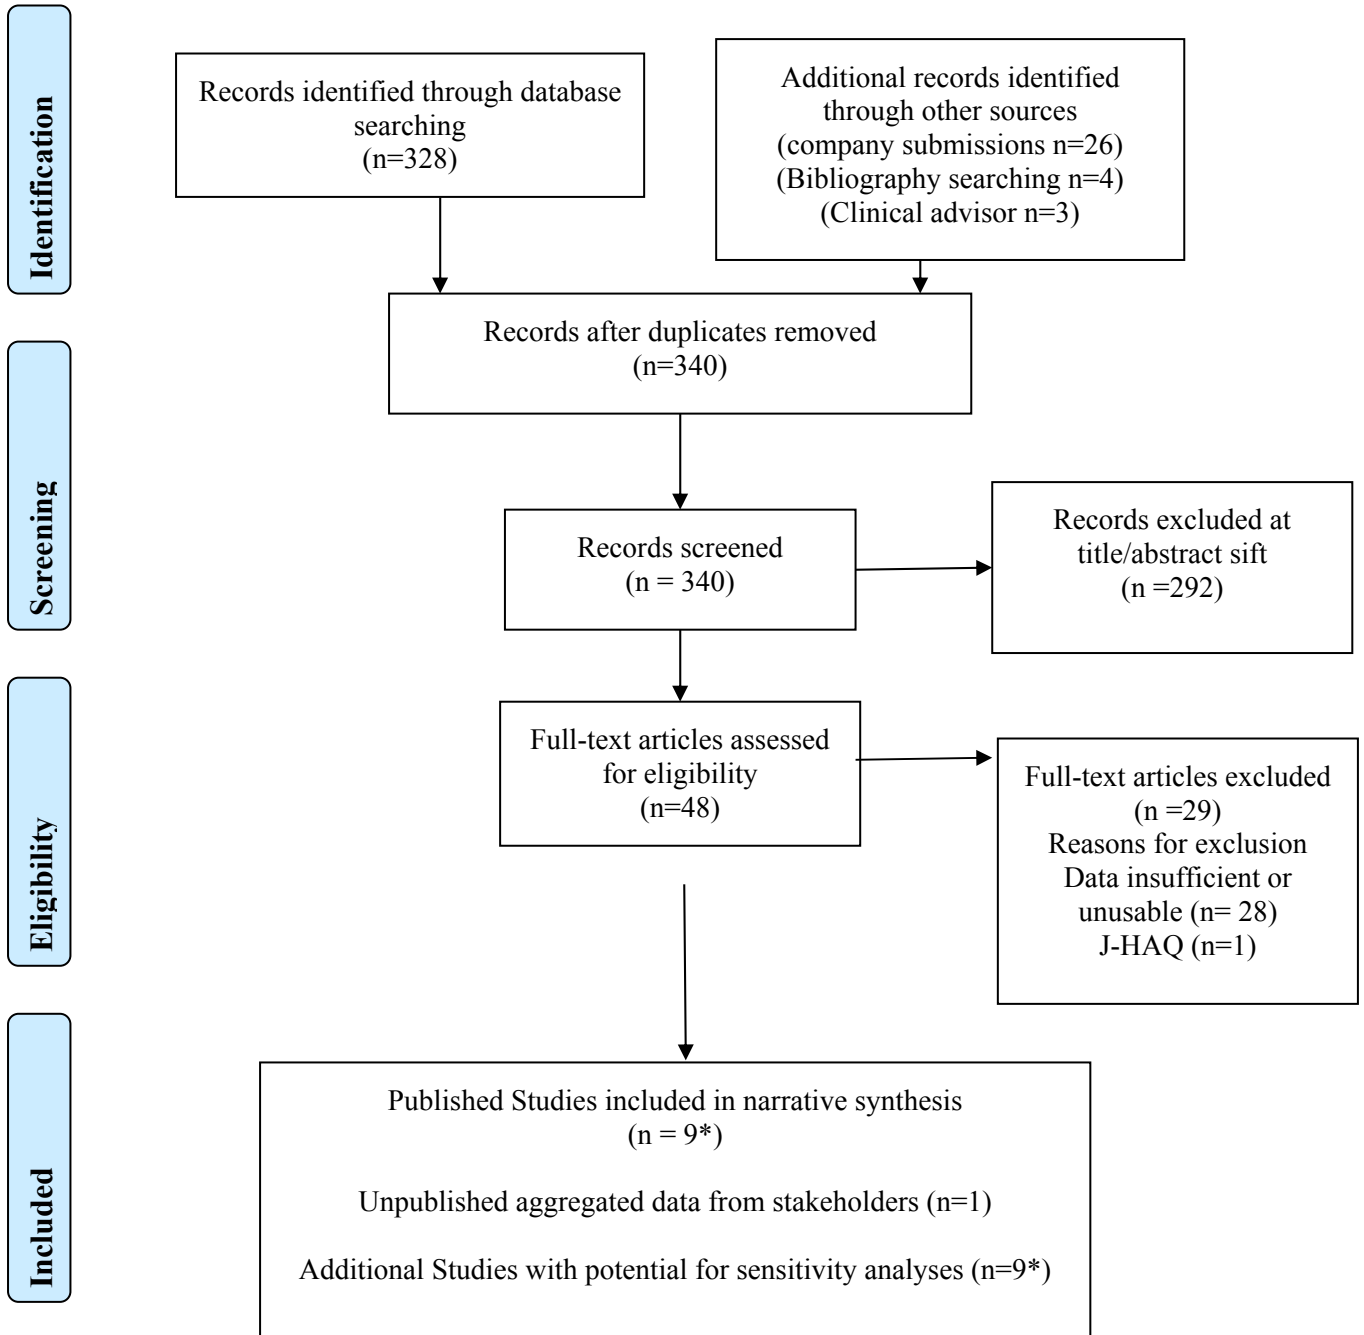 Identification
Records identified through database
searching
(n=328)
Additional records identified
through other sources
(company submissions n=26)
(Bibliography searching n=4)
(Clinical advisor n=3)
Records after duplicates removed
(n=340)
Screening
Records screened
(n = 340)
Records excluded at
title/abstract sift
(n =292)
Eligibility
Full-text articles assessed
for eligibility
(n=48)
Full-text articles excluded
(n =29)
Reasons for exclusion
Data insufficient or
unusable (n= 28)
J-HAQ (n=1)
Included
Published Studies included in narrative synthesis
(n = 9*)
Unpublished aggregated data from stakeholders (n=1)
Additional Studies with potential for sensitivity analyses (n=9*)